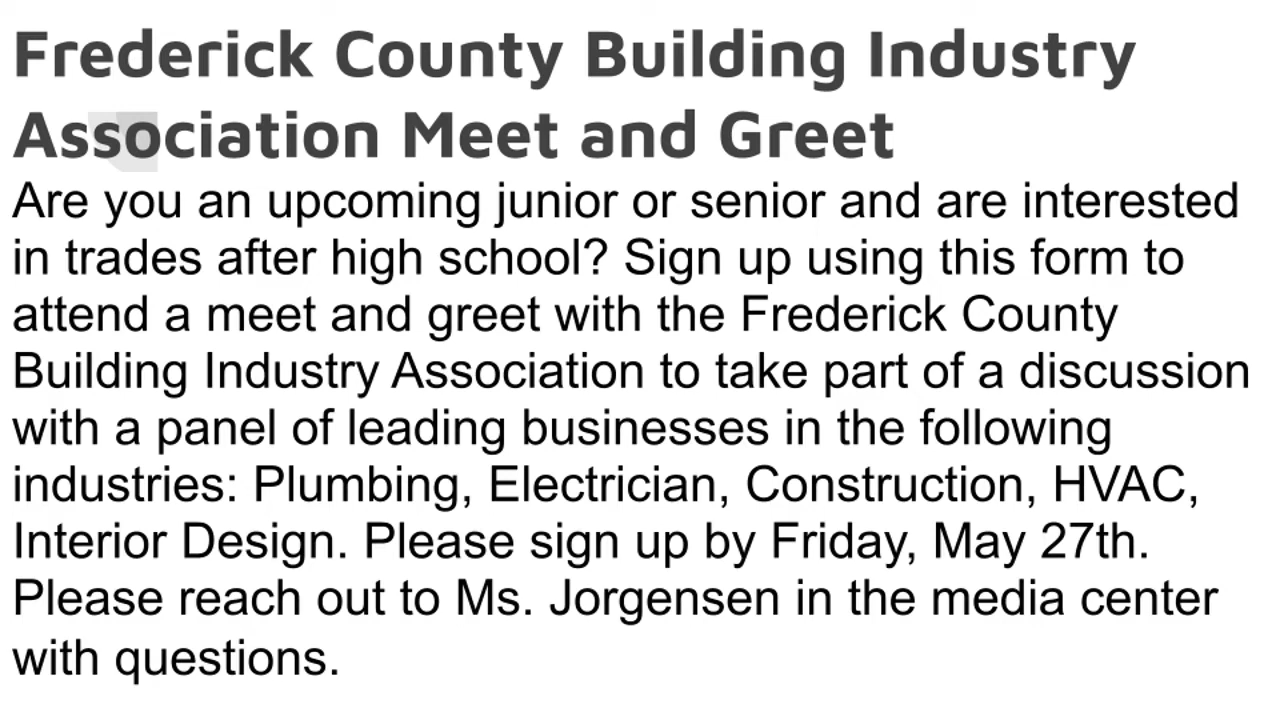 Frederick County Building Industry
Association Meet and Greet
Are you an upcoming junior or senior and are interested
in trades after high school? Sign up using this form to
attend a meet and greet with the Frederick County
Building Industry Association to take part of a discussion
with a panel of leading businesses in the following
industries: Plumbing, Electrician, Construction, HVAC,
Interior Design. Please sign up by Friday, May 27th.
Please reach out to Ms. Jorgensen in the media center
with questions.